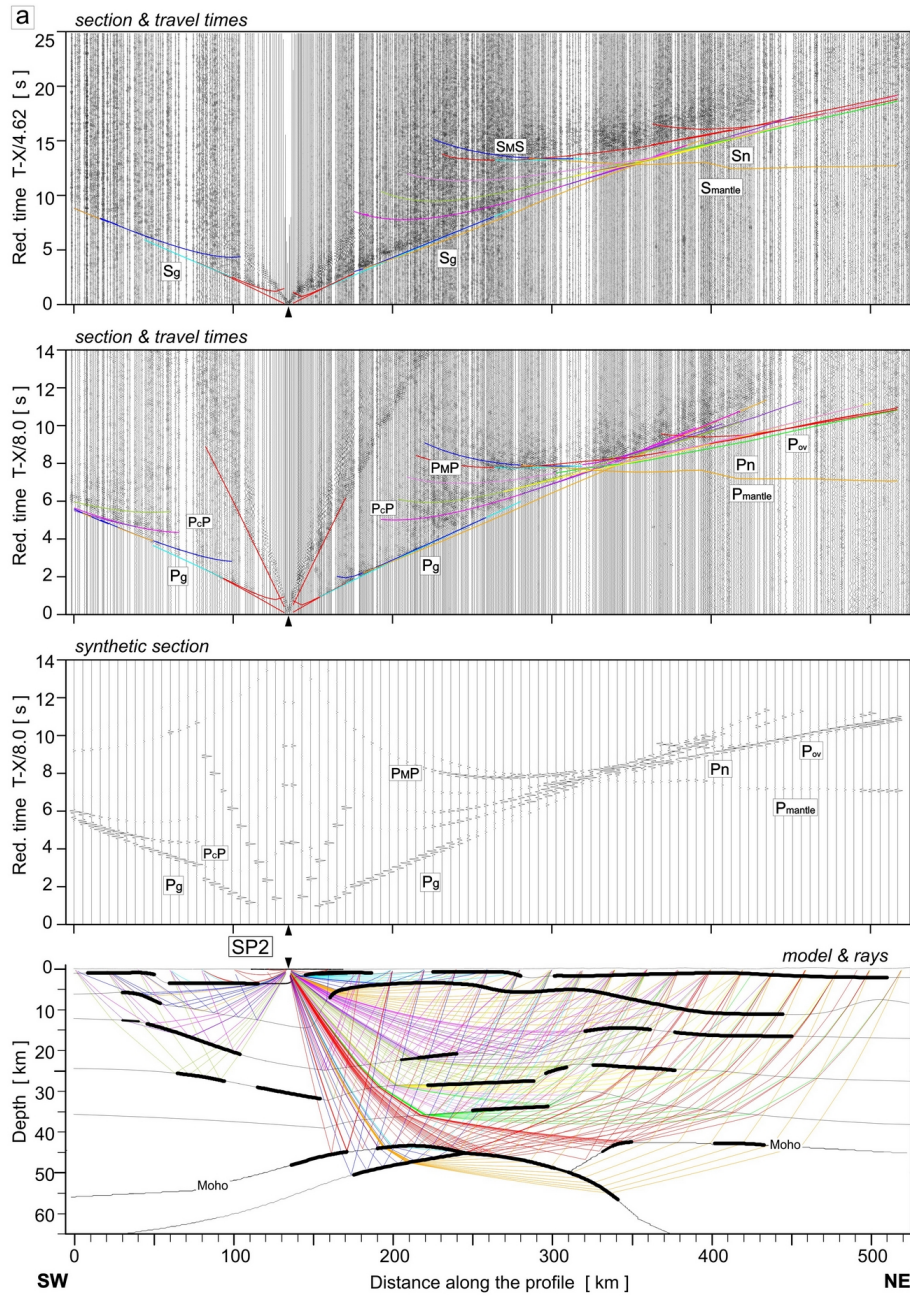 a
section & travel times
Red. time T-X/4.62 [ s ]
25
20
15
10
5
0
SMS
Sn
Smantle
Sg
Sg
section & travel times
Red. time T-X/8.0 [ s ]
14
12
10
8
6
4
2
0
PMP
Pov
Pn
Pmantle
PcP
PcP
Pg
Pg
synthetic section
Red. time T-X/8.0 [ s ]
14
12
10
8
6
4
2
0
PMP
Pov
Pn
Pmantle
PcP
Pg
Pg
SP2
model & rays
Depth [ km ]
0
10
20
30
40
50
60
Moho
Moho
0 100 200 300 400 500
SW Distance along the profile [ km ] NE